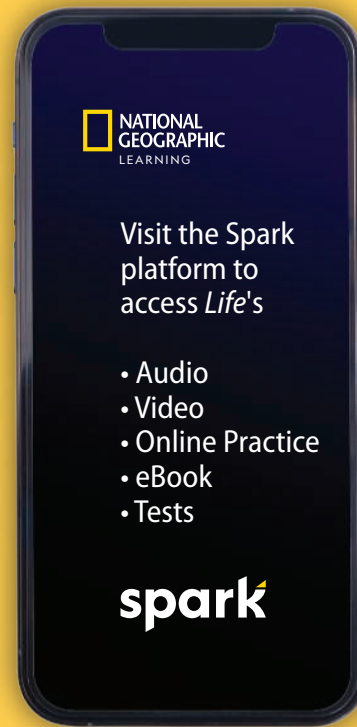 NATIONAL
GEOGRAPHIC
LEARNING
Visit the Spark
platform to
access Life's
• Audio
• Video
• Online Practice
• eBook
• Tests
spark